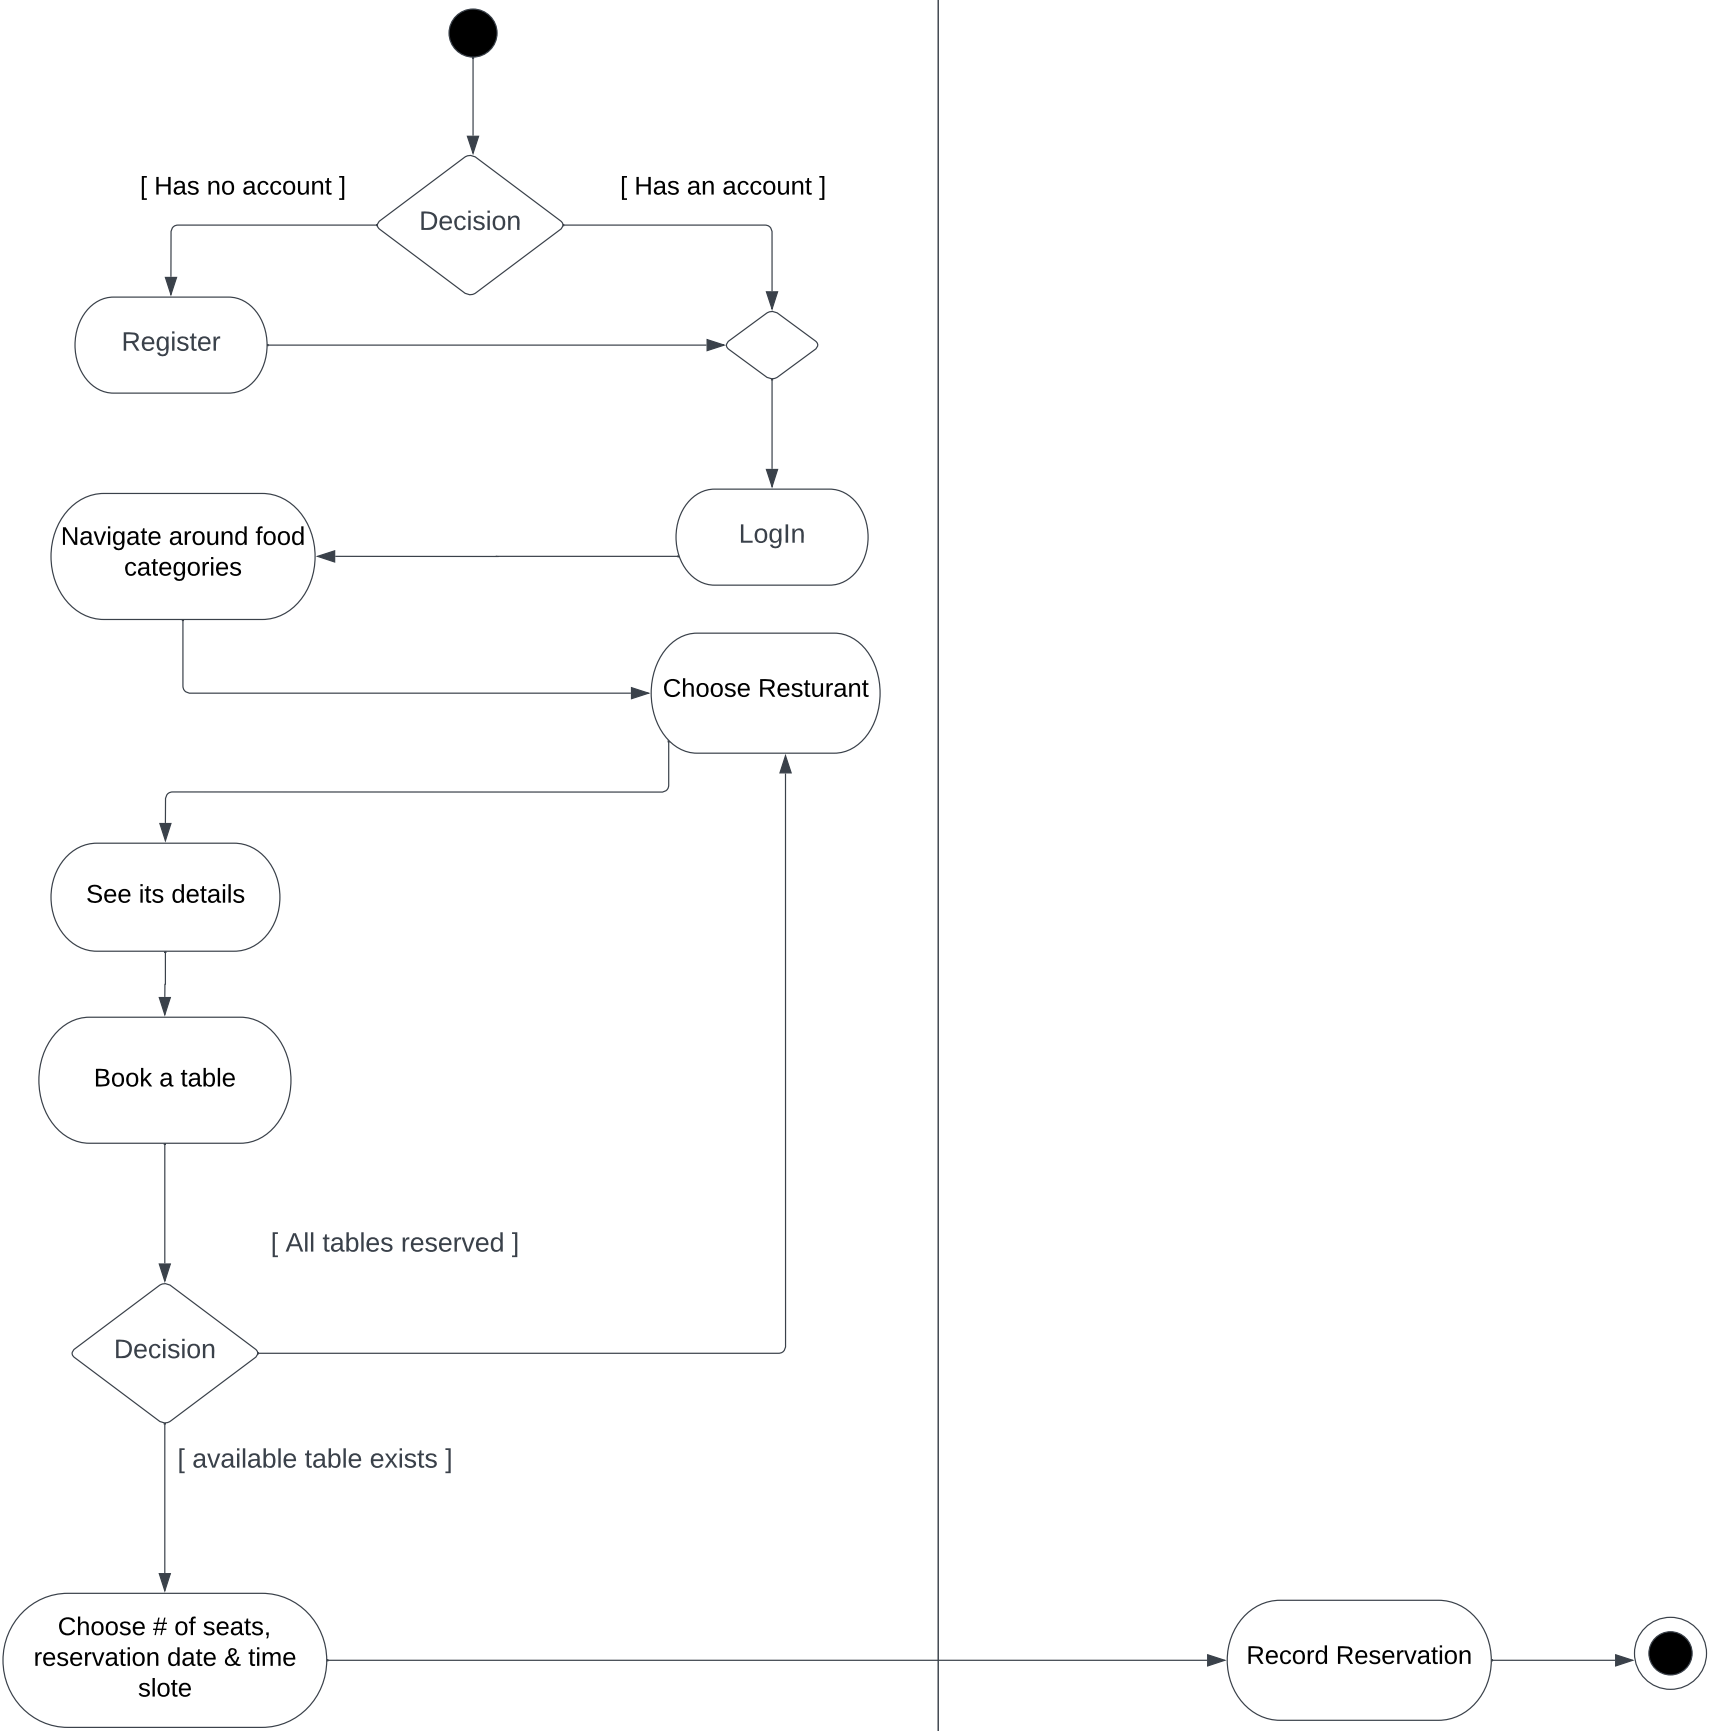 [ Has no account ]
[ Has an account ]
Decision
Register
LogIn
Navigate around food
categories
Choose Resturant
See its details
Book a table
[ All tables reserved ]
Decision
[ available table exists ]
Choose # of seats,
reservation date & time
slote
Record Reservation